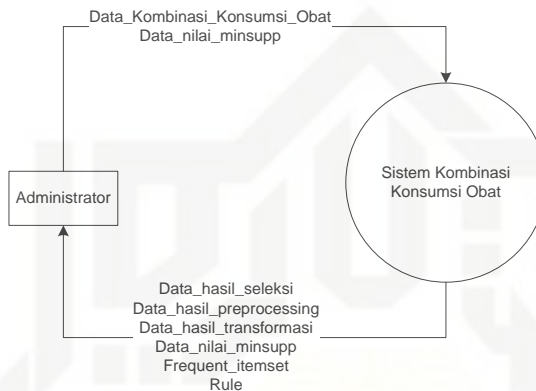 Data_Kombinasi_Konsumsi_Obat
Data_nilai_minsupp
Administrator
Sistem Kombinasi
Konsumsi Obat
Data_hasil_seleksi
Data_hasil_preprocessing
Data_hasil_transformasi
Data_nilai_minsupp
Frequent_itemset
Rule